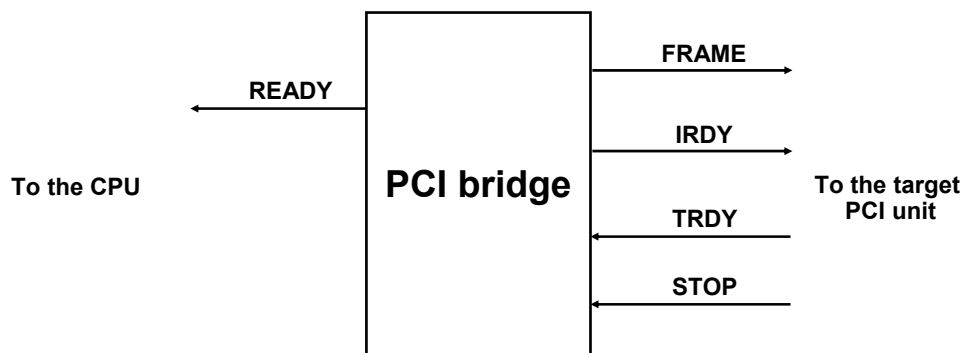 FRAME
READY
IRDY
To the CPU
PCI bridge
To the target
PCI unit
TRDY
STOP